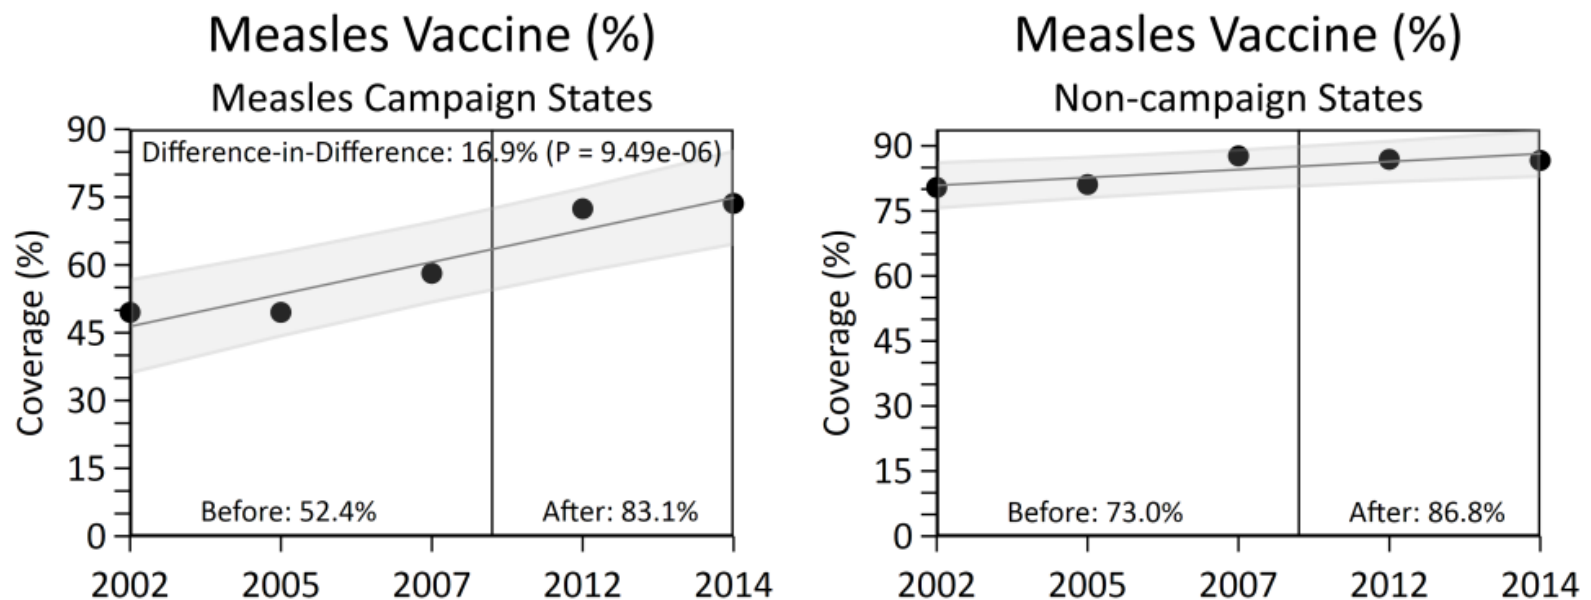 Measles Vaccine (%)
Measles Campaign States
Difference-in-Difference: 16.9% (P = 9.49e-06)
Coverage (%)
90
75
60
45
30
15
0
Before: 52.4%
After: 83.1%
2002 2005 2007 2012 2014
Measles Vaccine (%)
Non-campaign States
Coverage (%)
90
75
60
45
30
15
0
Before: 73.0%
After: 86.8%
2002 2005 2007 2012 2014